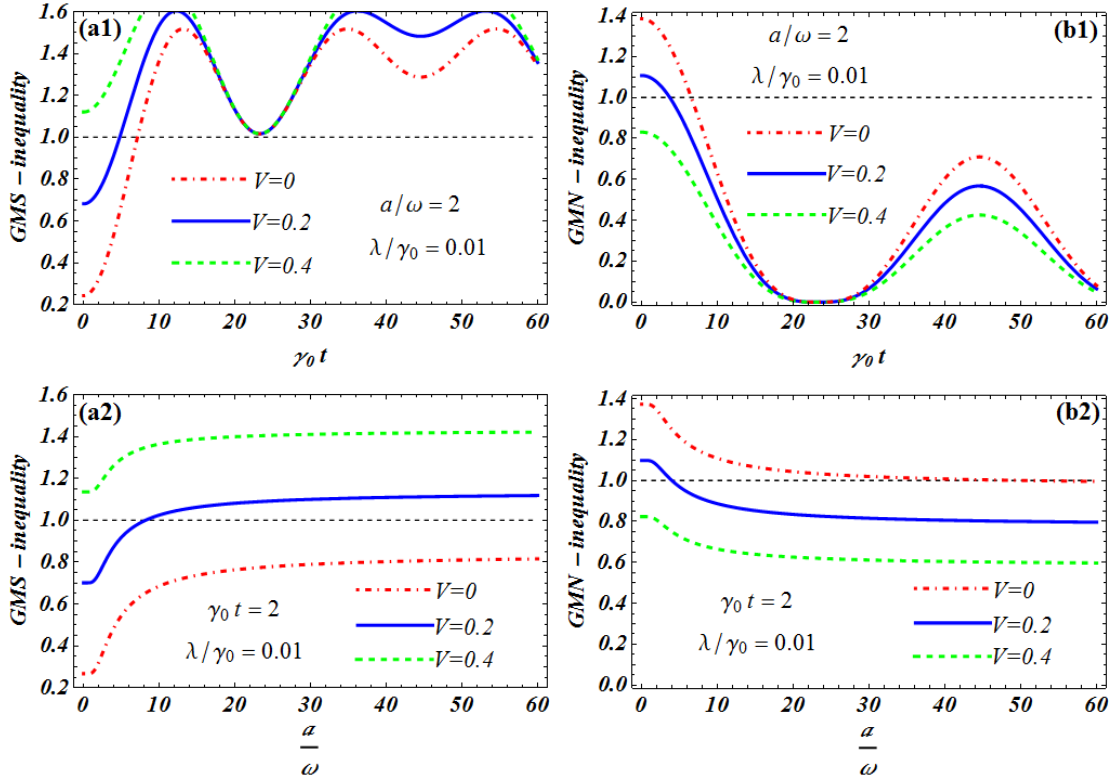 (a1)
GMS − inequality
1.6
1.4
1.2
1.0
0.8
0.6
0.4
0.2
V=0
V=0.2
V=0.4
a/ω = 2
λ/γ0 = 0.01
0 10 20 30 40 50 60
γ0 t
(b1)
GMN − inequality
1.4
1.2
1.0
0.8
0.6
0.4
0.2
0.0
a/ω = 2
λ/γ0 = 0.01
V=0
V=0.2
V=0.4
0 10 20 30 40 50 60
γ0 t
(a2)
GMS − inequality
1.6
1.4
1.2
1.0
0.8
0.6
0.4
0.2
γ0 t = 2
λ/γ0 = 0.01
V=0
V=0.2
V=0.4
0 10 20 30 40 50 60
a
ω
(b2)
GMN − inequality
1.4
1.2
1.0
0.8
0.6
0.4
0.2
0.0
γ0 t = 2
λ/γ0 = 0.01
V=0
V=0.2
V=0.4
0 10 20 30 40 50 60
a
ω